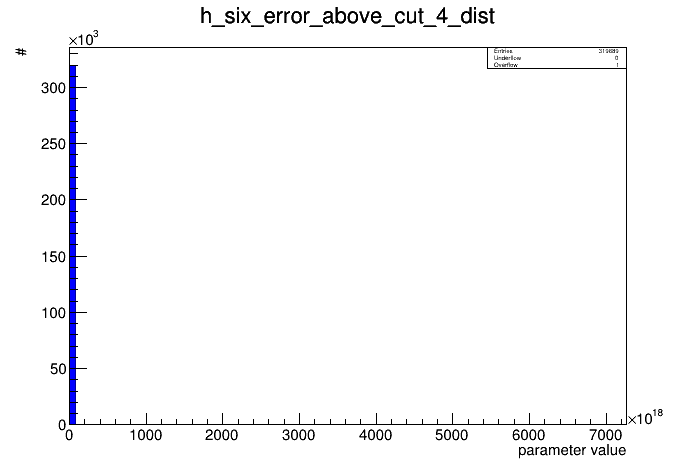 h_six_error_above_cut_4_dist
×10³
#
Entries 319689
Underflow 0
Overflow 1
300
250
200
150
100
50
0
0 1000 2000 3000 4000 5000 6000 7000 ×10¹⁸
parameter value